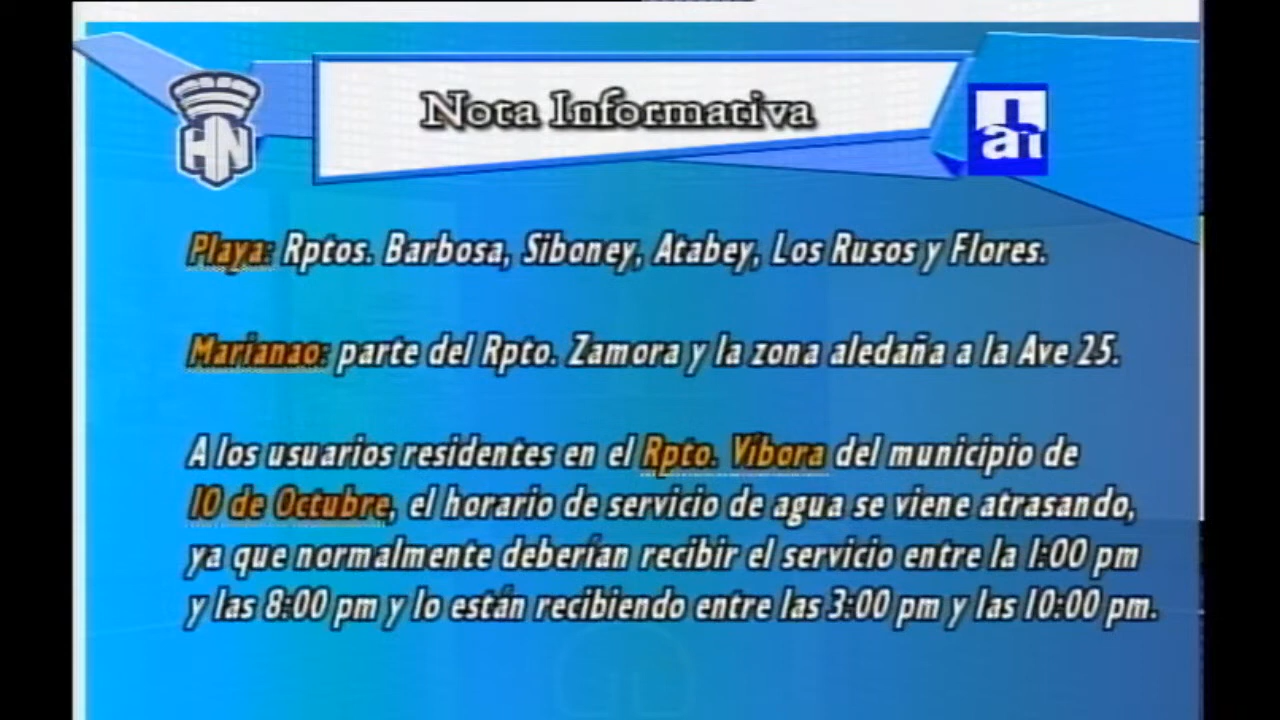 Nota Informativa
HN
ah
Playa: Rptos. Barbosa, Siboney, Atabey, Los Rusos y Flores.
Marianao: parte del Rpto. Zamora y la zona aledaña a la Ave 25.
A los usuarios residentes en el Rpto. Víbora del municipio de
10 de Octubre, el horario de servicio de agua se viene atrasando,
ya que normalmente deberían recibir el servicio entre la 1:00 pm
y las 8:00 pm y lo están recibiendo entre las 3:00 pm y las 10:00 pm.